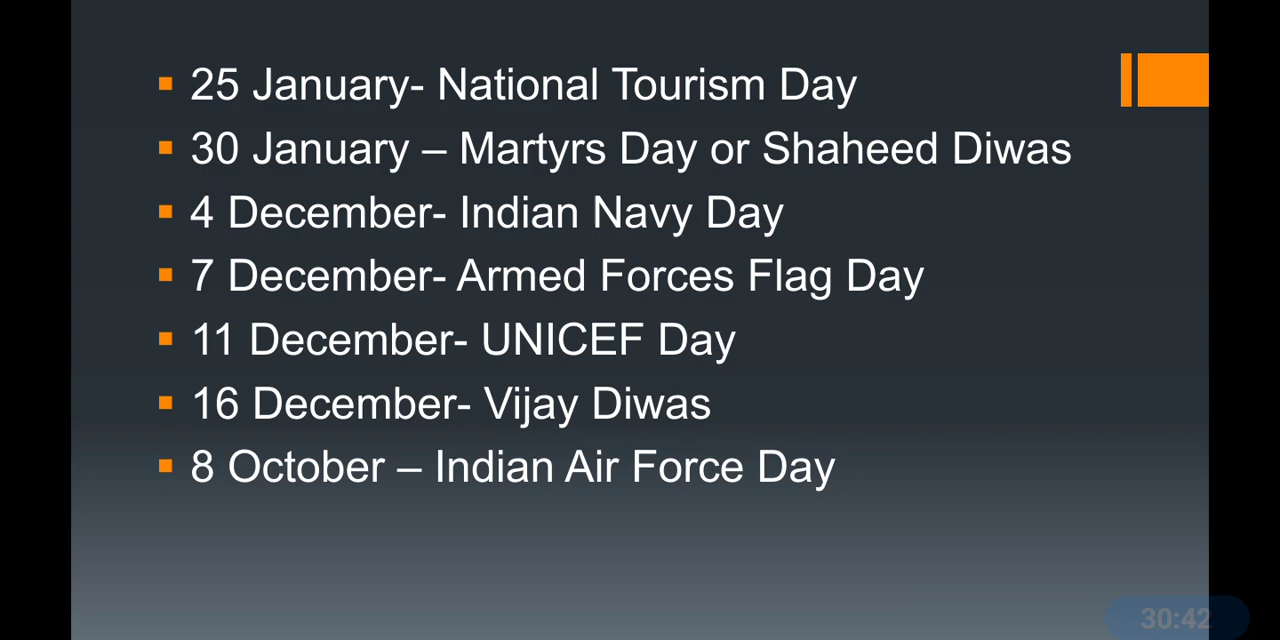 25 January- National Tourism Day
30 January – Martyrs Day or Shaheed Diwas
4 December- Indian Navy Day
7 December- Armed Forces Flag Day
11 December- UNICEF Day
16 December- Vijay Diwas
8 October – Indian Air Force Day
30:42